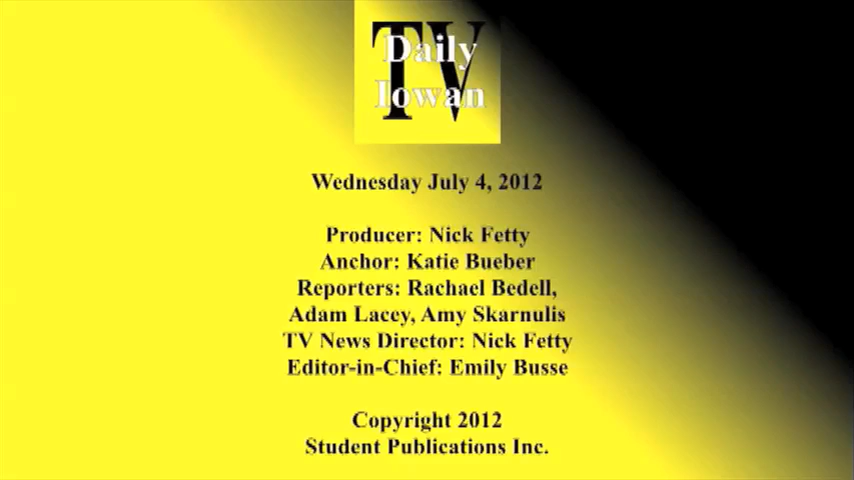 TV
Daily
Iowan
Wednesday July 4, 2012
Producer: Nick Fetty
Anchor: Katie Bueber
Reporters: Rachael Bedell,
Adam Lacey, Amy Skarnulis
TV News Director: Nick Fetty
Editor-in-Chief: Emily Busse
Copyright 2012
Student Publications Inc.